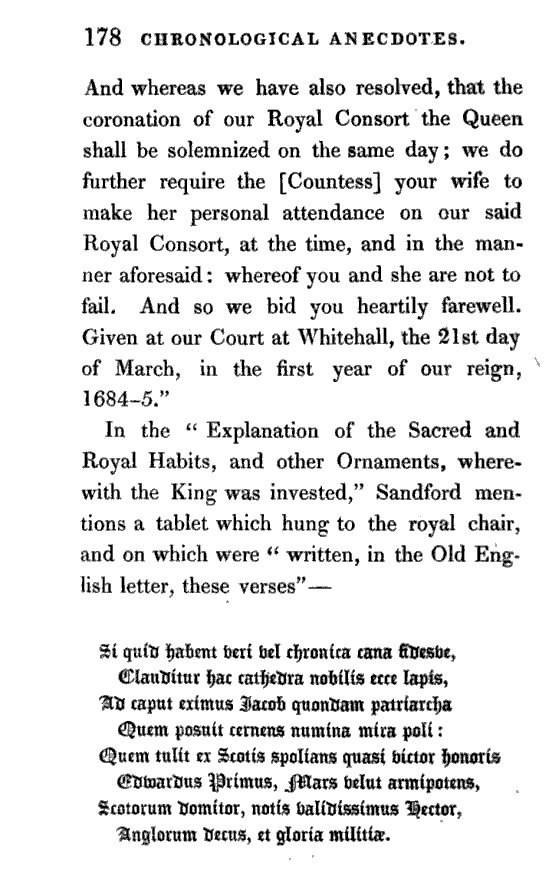 178 CHRONOLOGICAL ANECDOTES.
And whereas we have also resolved, that the
coronation of our Royal Consort the Queen
shall be solemnized on the same day; we do
further require the [Countess] your wife to
make her personal attendance on our said
Royal Consort, at the time, and in the man-
ner aforesaid: whereof you and she are not to
fail. And so we bid you heartily farewell.
Given at our Court at Whitehall, the 21st day
of March, in the first year of our reign,
1684–5.”
In the “ Explanation of the Sacred and
Royal Habits, and other Ornaments, where-
with the King was invested,” Sandford men-
tions a tablet which hung to the royal chair,
and on which were “ written, in the Old Eng-
lish letter, these verses”—
Si quid habent veri vel chronica cana fidesve,
Clauditur hac cathedra nobilis ecce lapis,
Ad caput eximus Jacob quondam patriarcha
Quem posuit cernens numina mira poli:
Quem tulit ex Scotis spolians quasi victor honoris
Edwardus Primus, Mars velut armipotens,
Scotorum domitor, notis validissimus Hector,
Anglorum decus, et gloria militiæ.